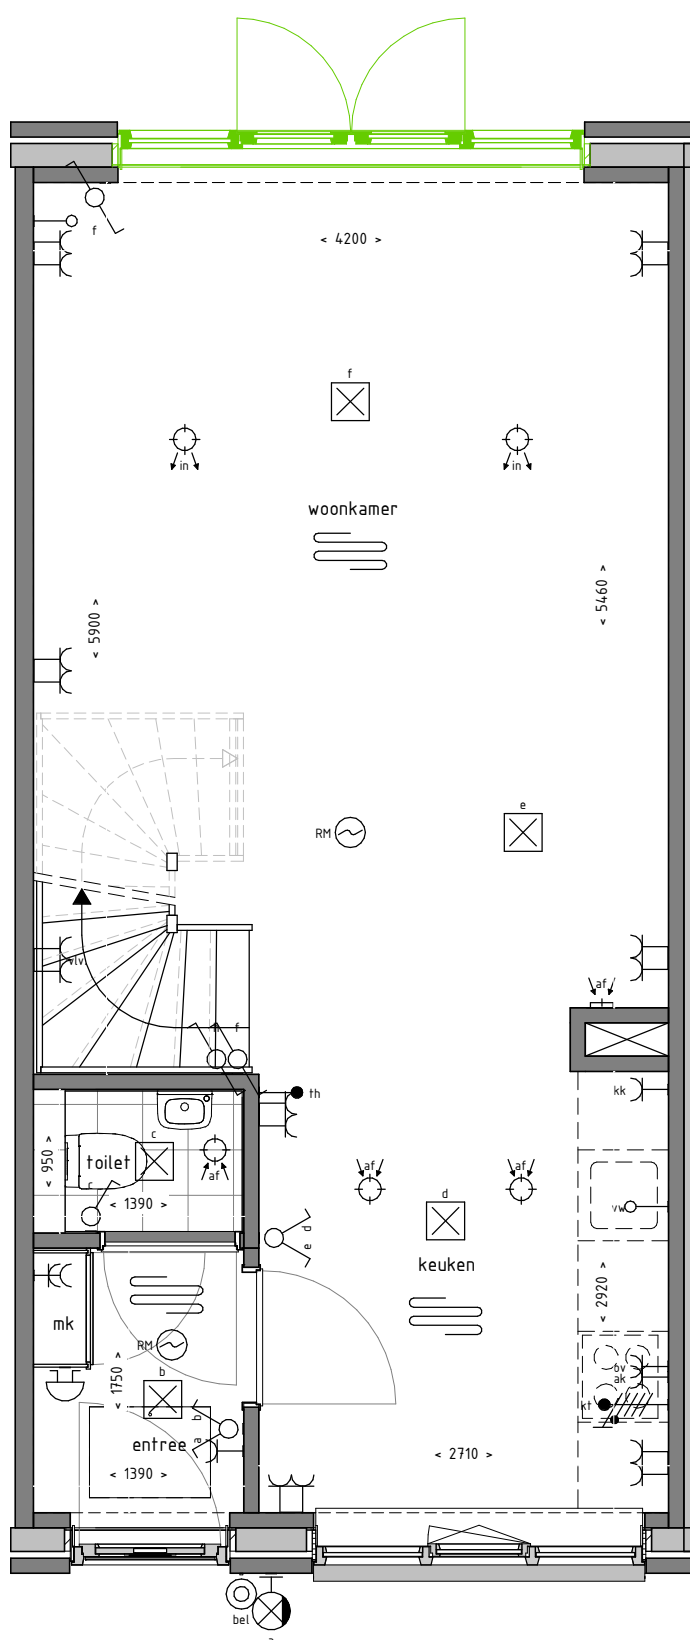 f
< 4200 >
f
in
in
woonkamer
< 5900 >
< 5460 >
RM
e
vlv.
af
f
th
kk
c
af
af
af
toilet
< 950 >
c
< 1390 >
d
vw
d
e
keuken
< 2920 >
mk
RM
b
< 1750 >
ak
kt
b
a
entree
< 1390 >
< 2710 >
bel
a